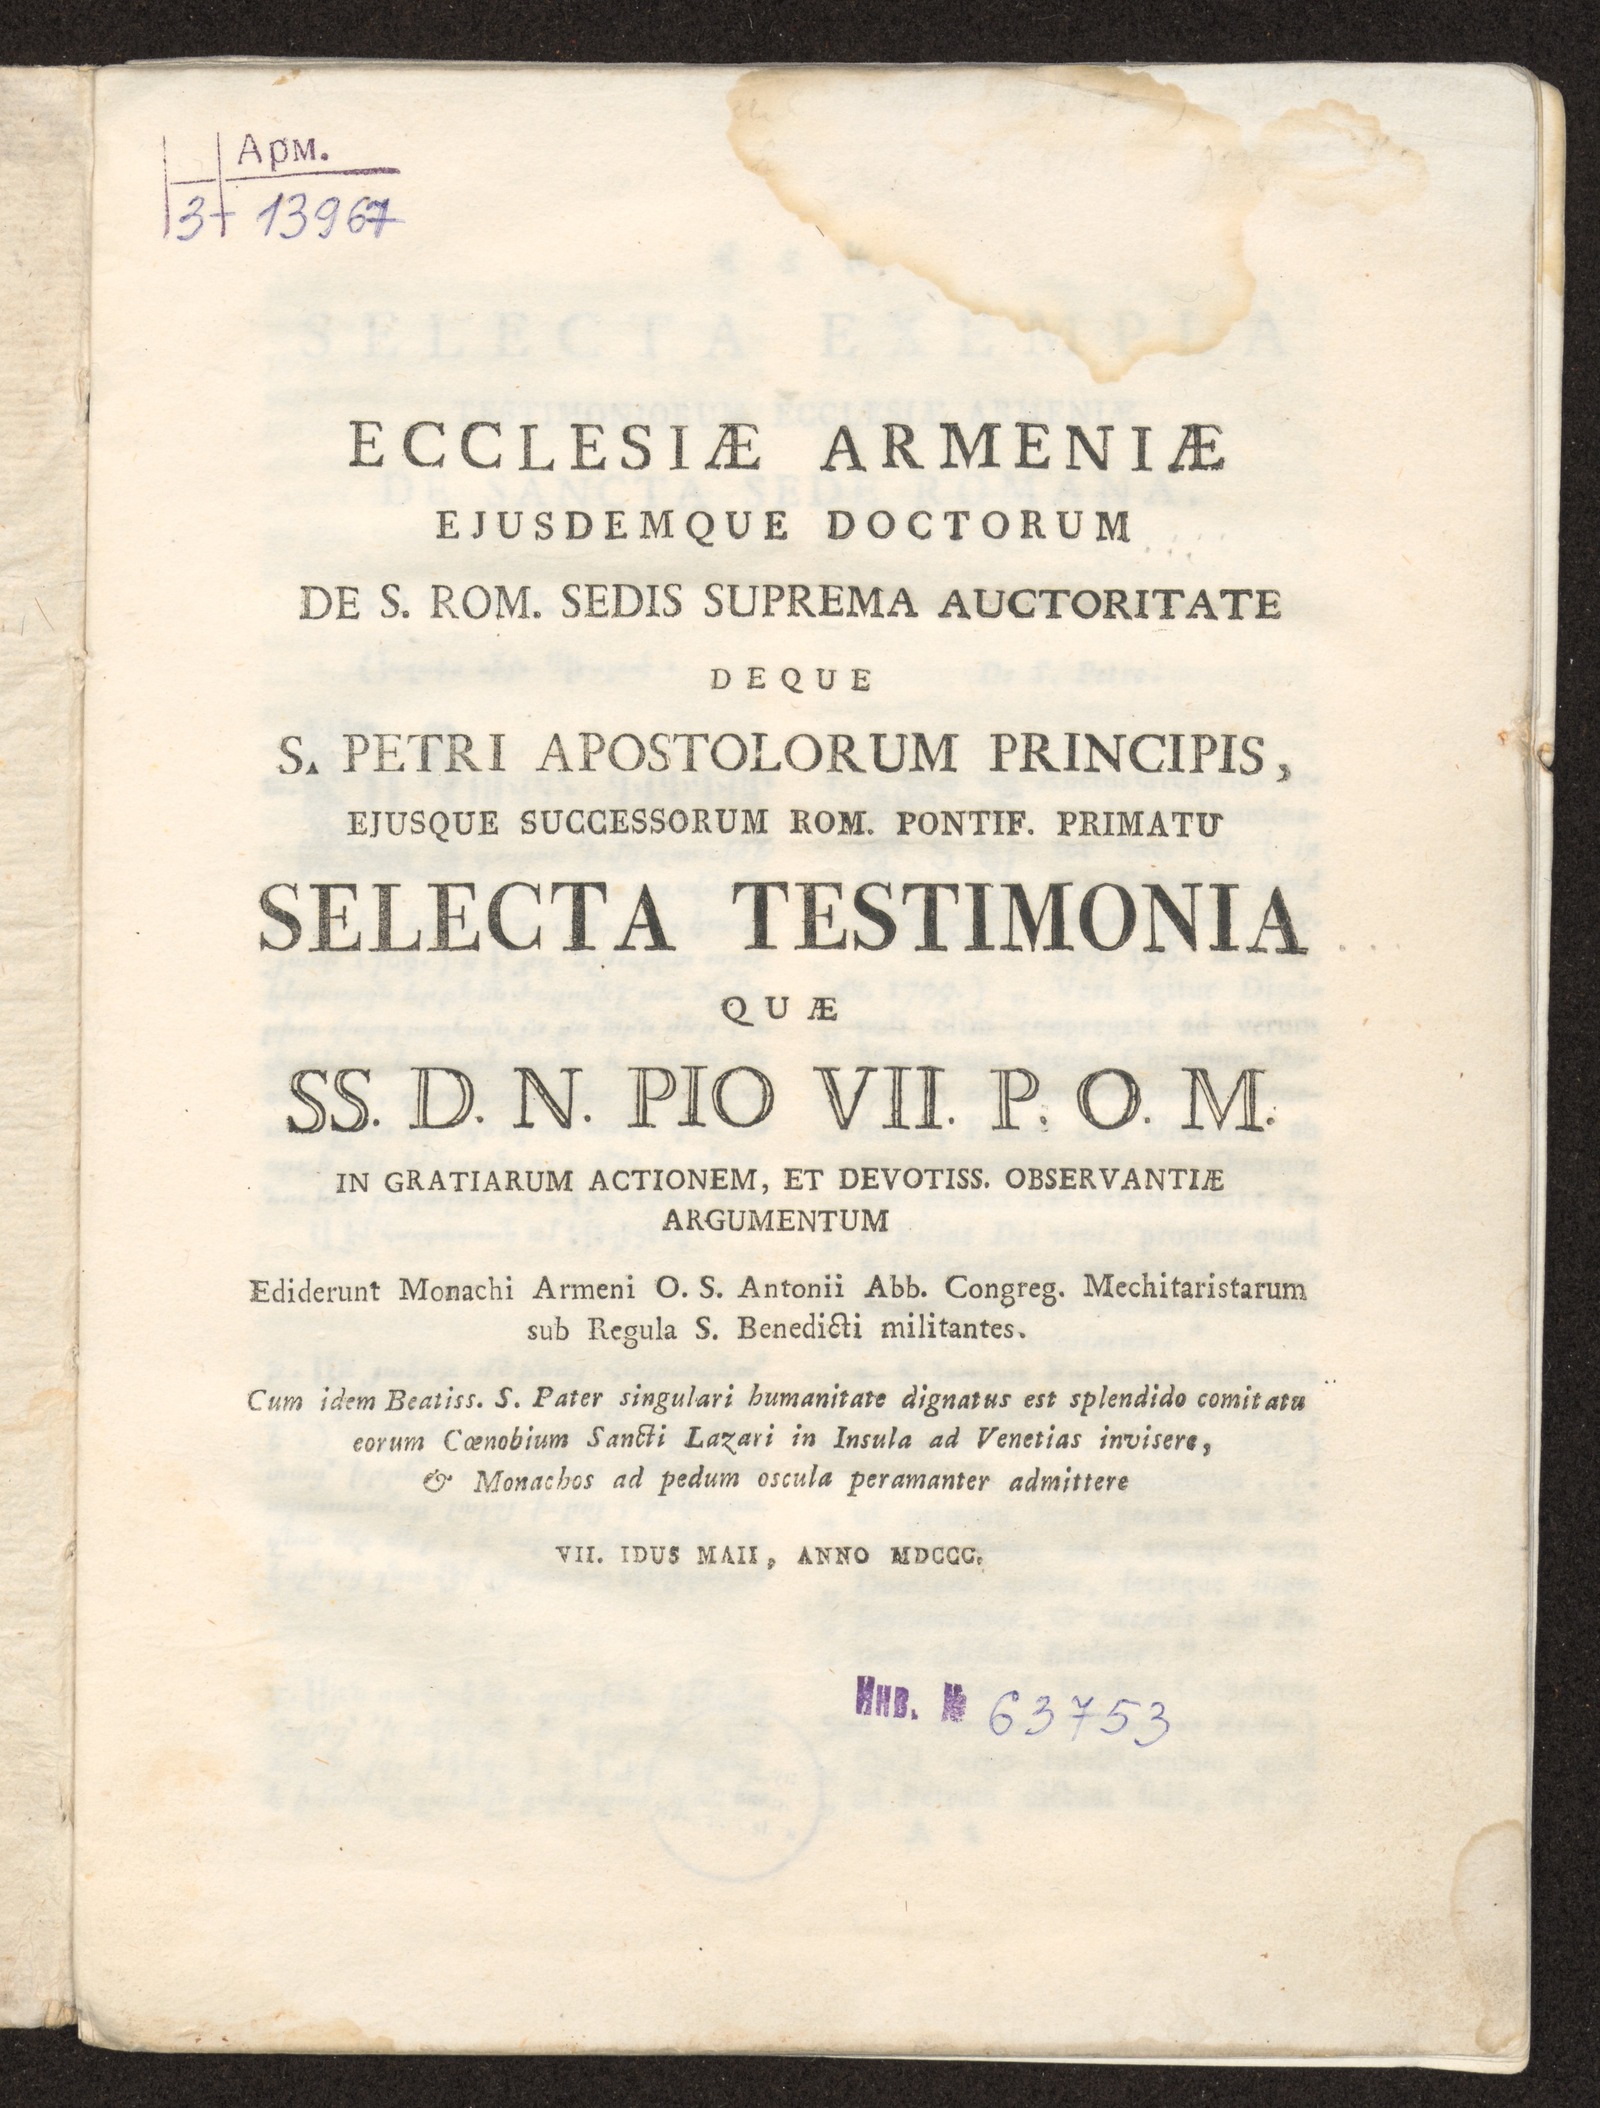 Арм.
3+ 13967
ECCLESIÆ ARMENIÆ
EJUSDEMQUE DOCTORUM
DE S. ROM. SEDIS SUPREMA AUCTORITATE
DEQUE
S. PETRI APOSTOLORUM PRINCIPIS,
EJUSQUE SUCCESSORUM ROM. PONTIF. PRIMATU
SELECTA TESTIMONIA
QUÆ
SS. D. N. PIO VII. P. O. M.
IN GRATIARUM ACTIONEM, ET DEVOTISS. OBSERVANTIÆ
ARGUMENTUM
Ediderunt Monachi Armeni O. S. Antonii Abb. Congreg. Mechitaristarum
sub Regula S. Benedicti militantes.
Cum idem Beatiss. S. Pater singulari humanitate dignatus est splendido comitatu
eorum Cœnobium Sancti Lazari in Insula ad Venetias invisere,
& Monachos ad pedum oscula peramanter admittere
VII. IDUS MAII, ANNO MDCCC.
Инв. № 63753